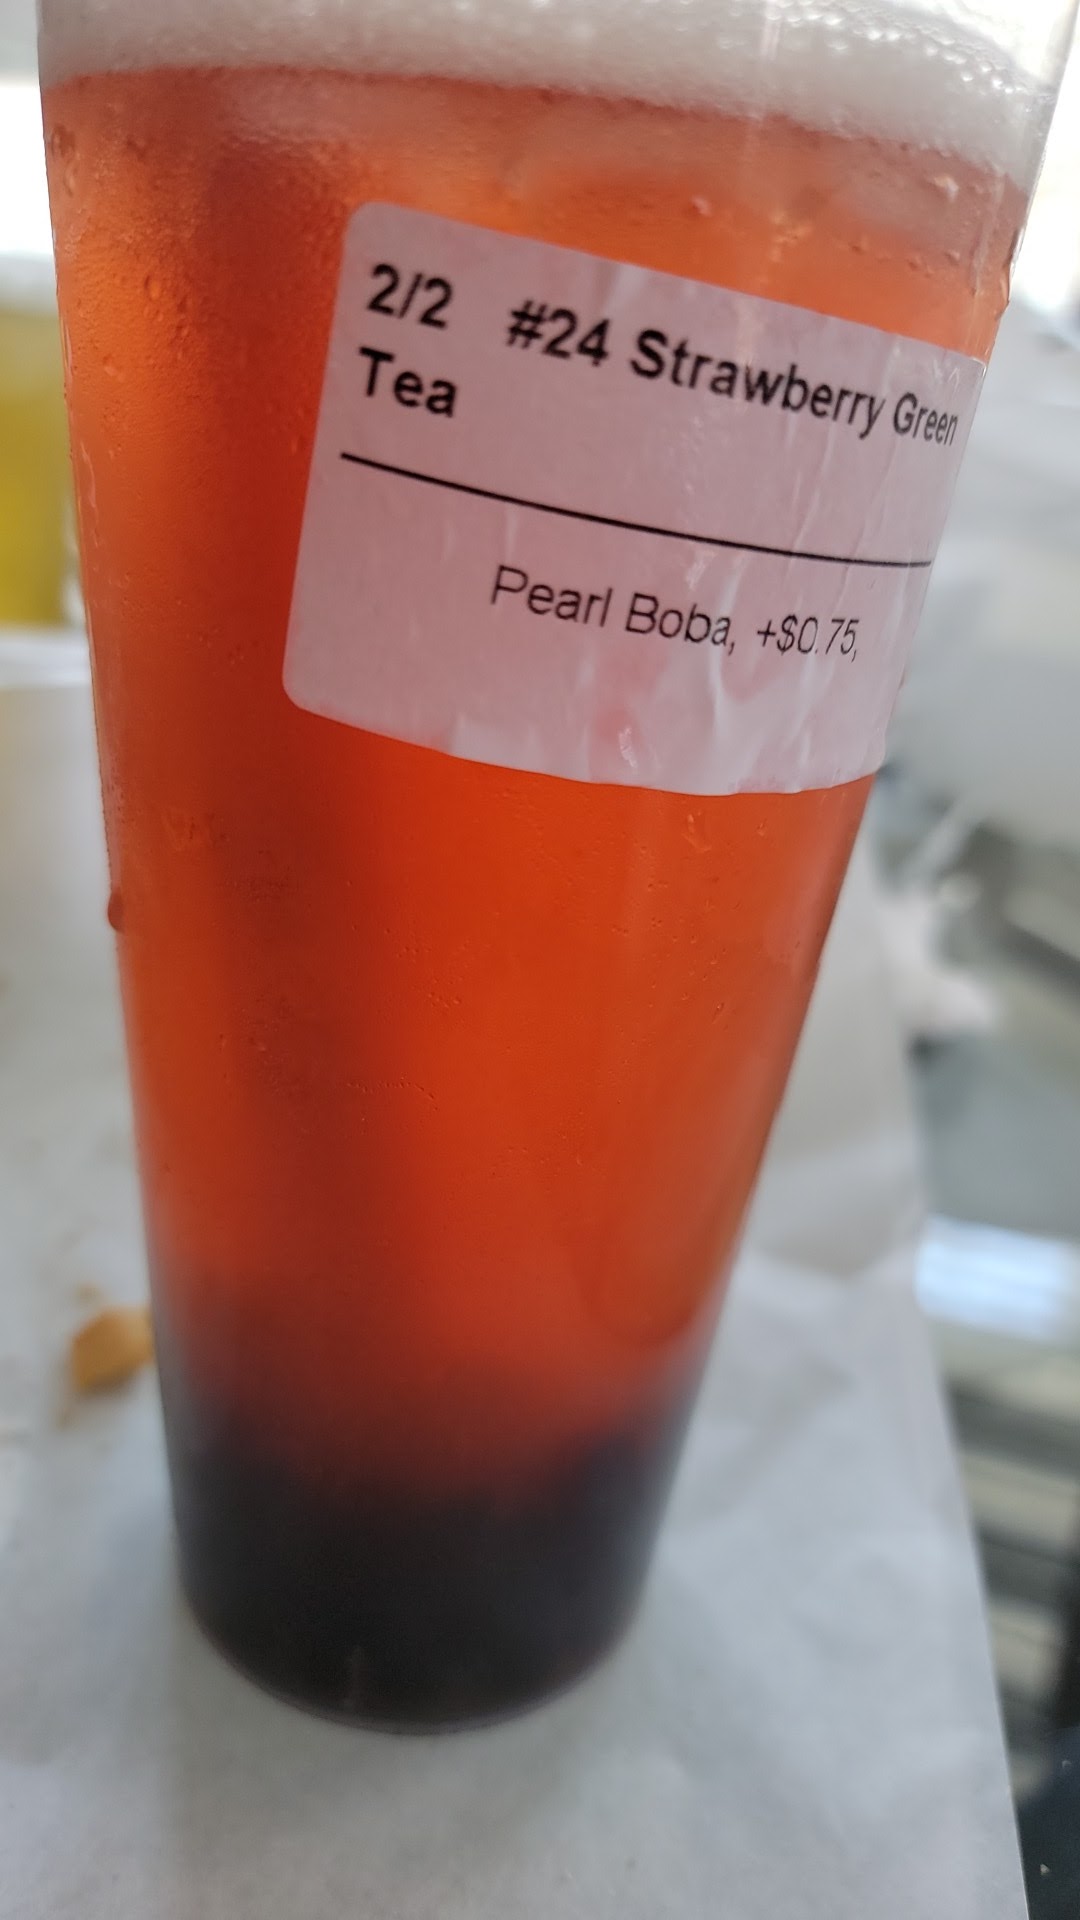 2/2 #24 Strawberry Green
Tea
Pearl Boba, +$0.75,